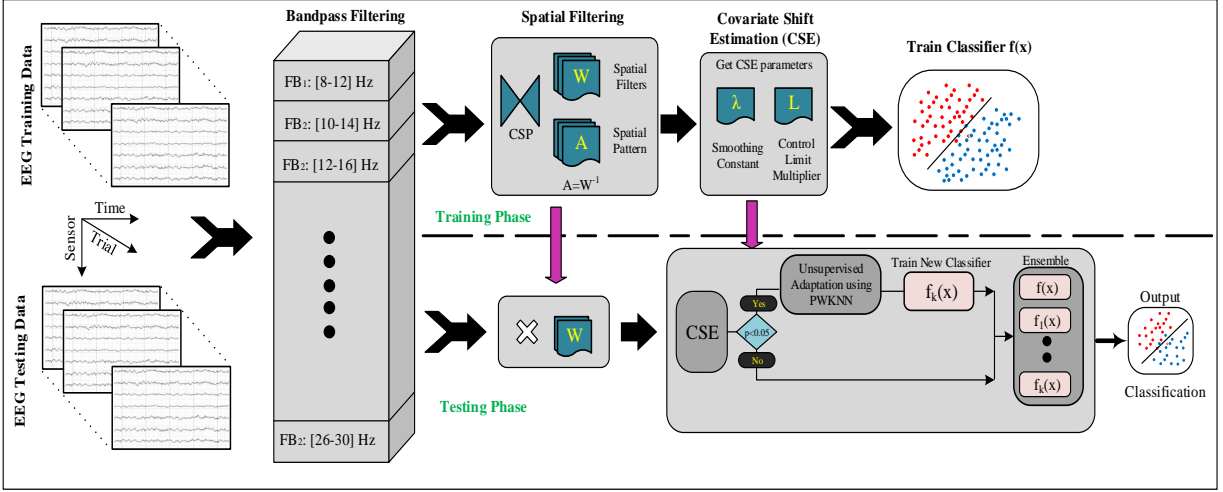 Bandpass Filtering
Spatial Filtering
Covariate Shift
Estimation (CSE)
Train Classifier f(x)
EEG Training Data
FB₁: [8-12] Hz
FB₂: [10-14] Hz
FB₂: [12-16] Hz
FB₂: [26-30] Hz
CSP
W
Spatial
Filters
A
Spatial
Pattern
A=W⁻¹
Get CSE parameters
λ
L
Smoothing
Constant
Control
Limit
Multiplier
Training Phase
Time
Trial
Sensor
EEG Testing Data
Testing Phase
W
CSE
p<0.05
Yes
No
Unsupervised
Adaptation using
PWKNN
Train New Classifier
fₖ(x)
Ensemble
f(x)
f₁(x)
fₖ(x)
Output
Classification